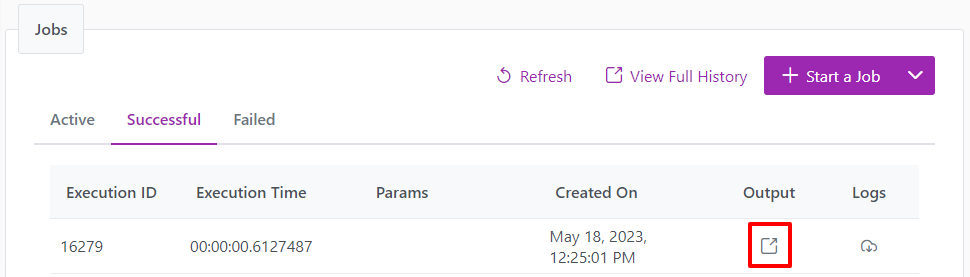 Jobs
Refresh View Full History + Start a Job
Active Successful Failed
Execution ID Execution Time Params Created On Output Logs
16279 00:00:00.6127487 May 18, 2023,
12:25:01 PM